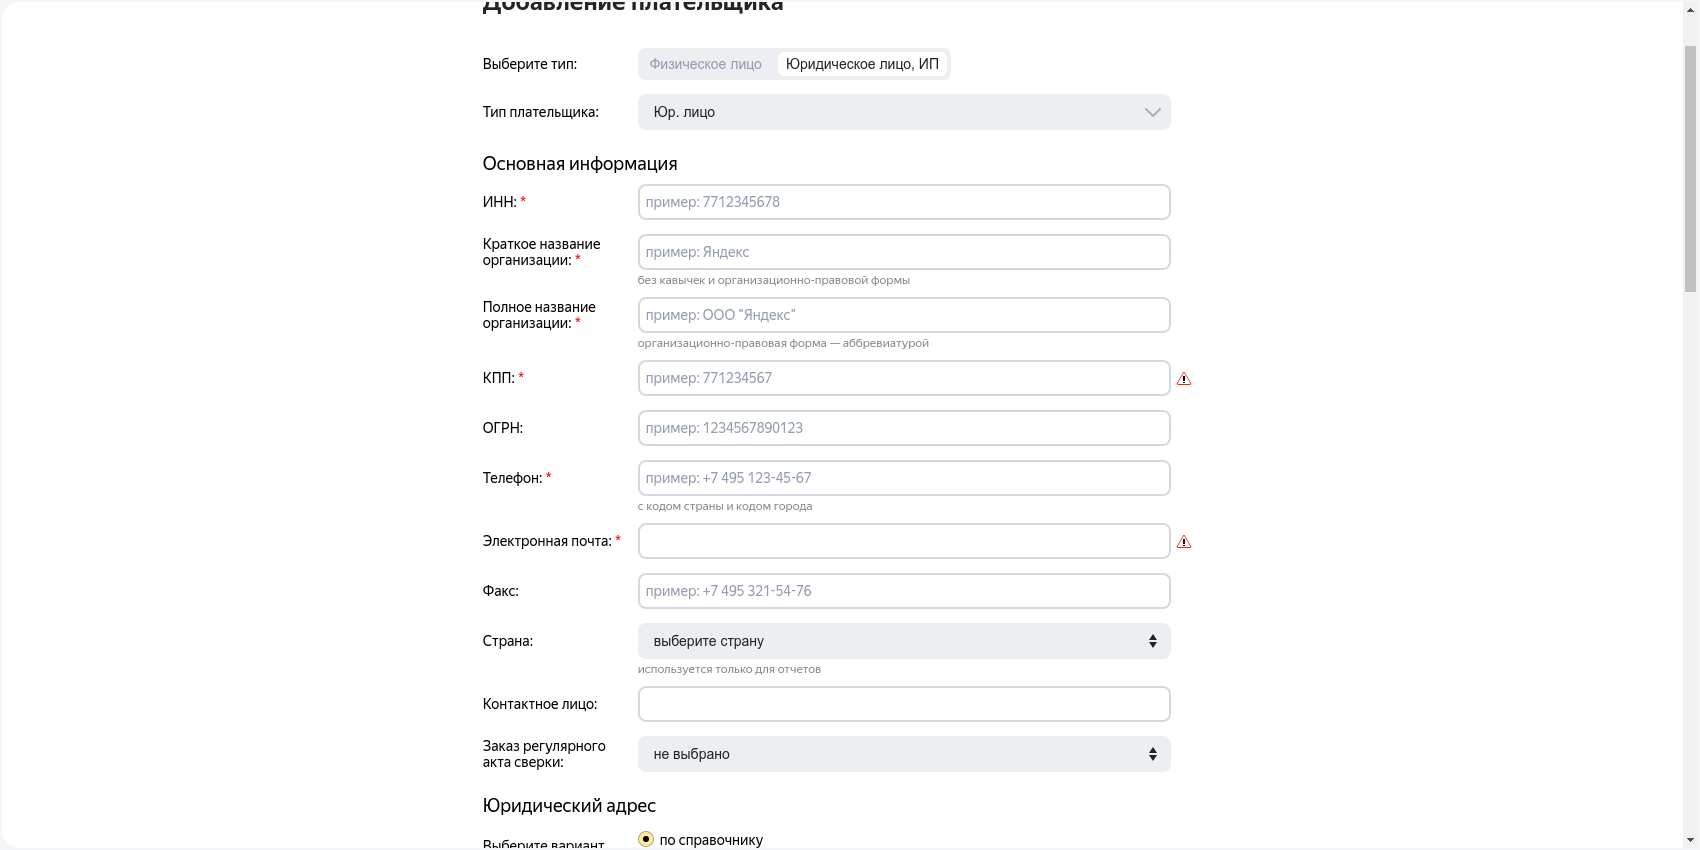 Добавление плательщика
Выберите тип:
Физическое лицо
Юридическое лицо, ИП
Тип плательщика:
Юр. лицо
Основная информация
ИНН: *
пример: 7712345678
Краткое название
организации: *
пример: Яндекс
без кавычек и организационно-правовой формы
Полное название
организации: *
пример: ООО "Яндекс"
организационно-правовая форма — аббревиатурой
КПП: *
пример: 771234567
ОГРН:
пример: 1234567890123
Телефон: *
пример: +7 495 123-45-67
с кодом страны и кодом города
Электронная почта: *
Факс:
пример: +7 495 321-54-76
Страна:
выберите страну
используется только для отчетов
Контактное лицо:
Заказ регулярного
акта сверки:
не выбрано
Юридический адрес
Выберите вариант
по справочнику